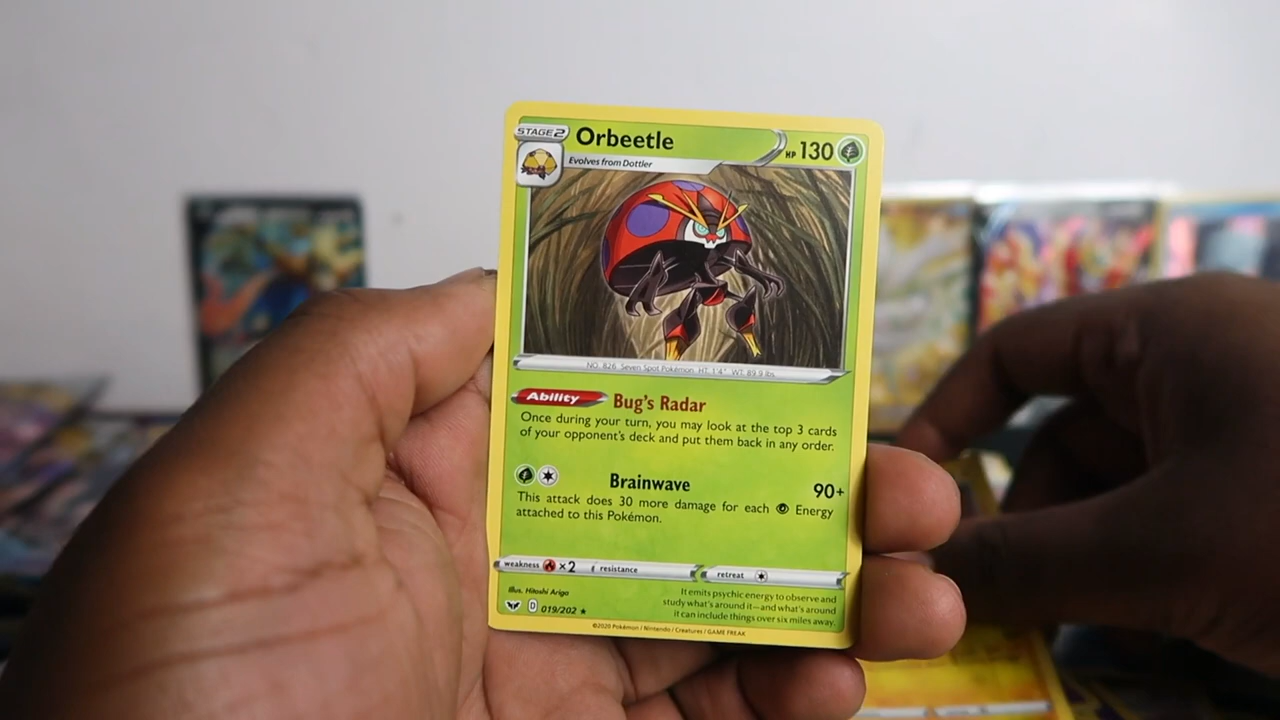 STAGE 2
Orbeetle
HP 130
Evolves from Dottler
NO. 826 Seven Spot Pokémon HT: 1'4" WT: 89.9 lbs.
Ability Bug's Radar
Once during your turn, you may look at the top 3 cards
of your opponent's deck and put them back in any order.
Brainwave 90+
This attack does 30 more damage for each Energy
attached to this Pokémon.
weakness ×2 resistance retreat
Illus. Hitoshi Ariga
D 019/202 ★
It emits psychic energy to observe and
study what's around it—and what's around
it can include things over six miles away.
©2020 Pokémon / Nintendo / Creatures / GAME FREAK